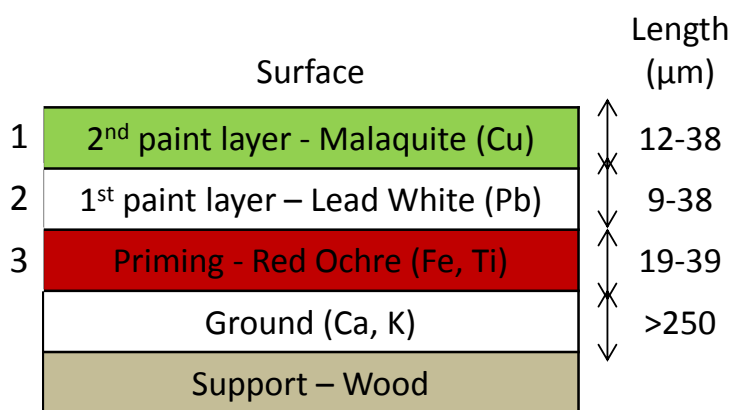 Length
(μm)
Surface
1 2nd paint layer - Malaquite (Cu) 12-38
2 1st paint layer – Lead White (Pb) 9-38
3 Priming - Red Ochre (Fe, Ti) 19-39
Ground (Ca, K) >250
Support – Wood